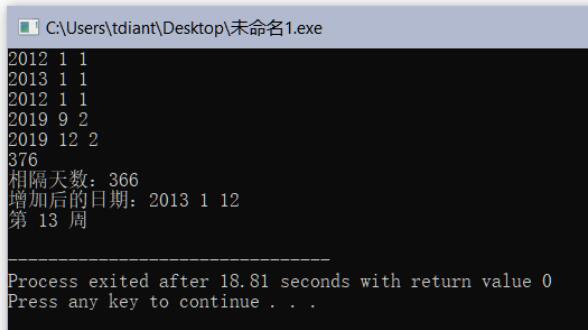 C:\Users\tdiant\Desktop\未命名1.exe
2012 1 1
2013 1 1
2012 1 1
2019 9 2
2019 12 2
376
相隔天数：366
增加后的日期：2013 1 12
第 13 周
--------------------------------
Process exited after 18.81 seconds with return value 0
Press any key to continue . . .